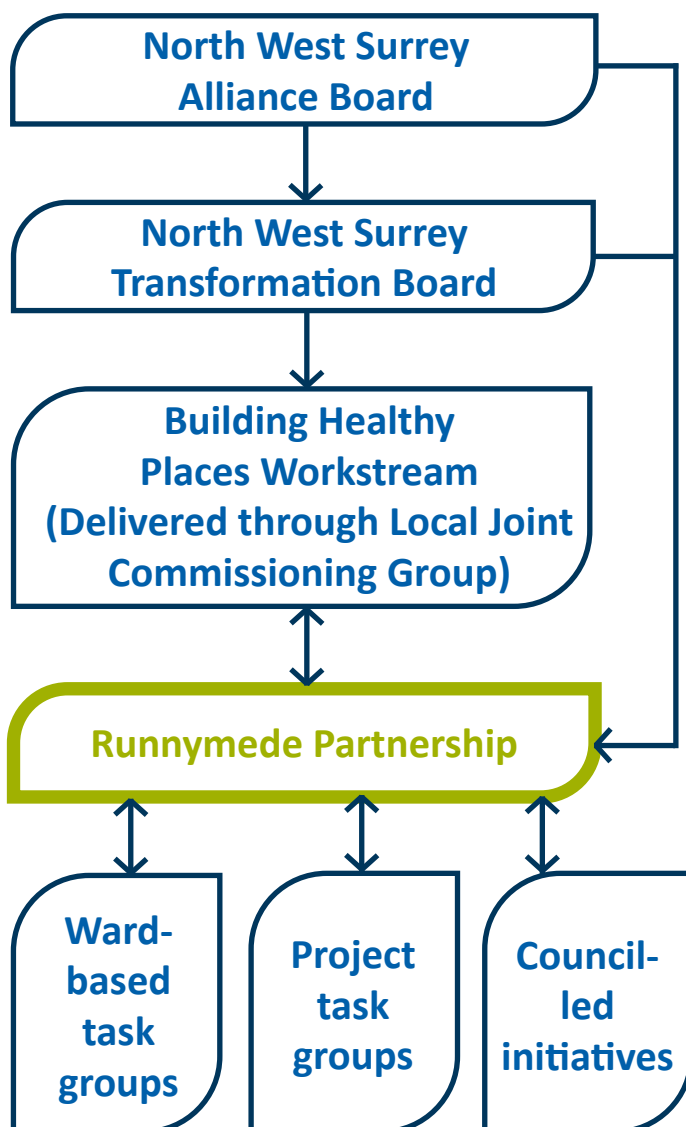 North West Surrey
Alliance Board
North West Surrey
Transformation Board
Building Healthy
Places Workstream
(Delivered through Local Joint
Commissioning Group)
Runnymede Partnership
Ward-
based
task
groups
Project
task
groups
Council-
led
initiatives